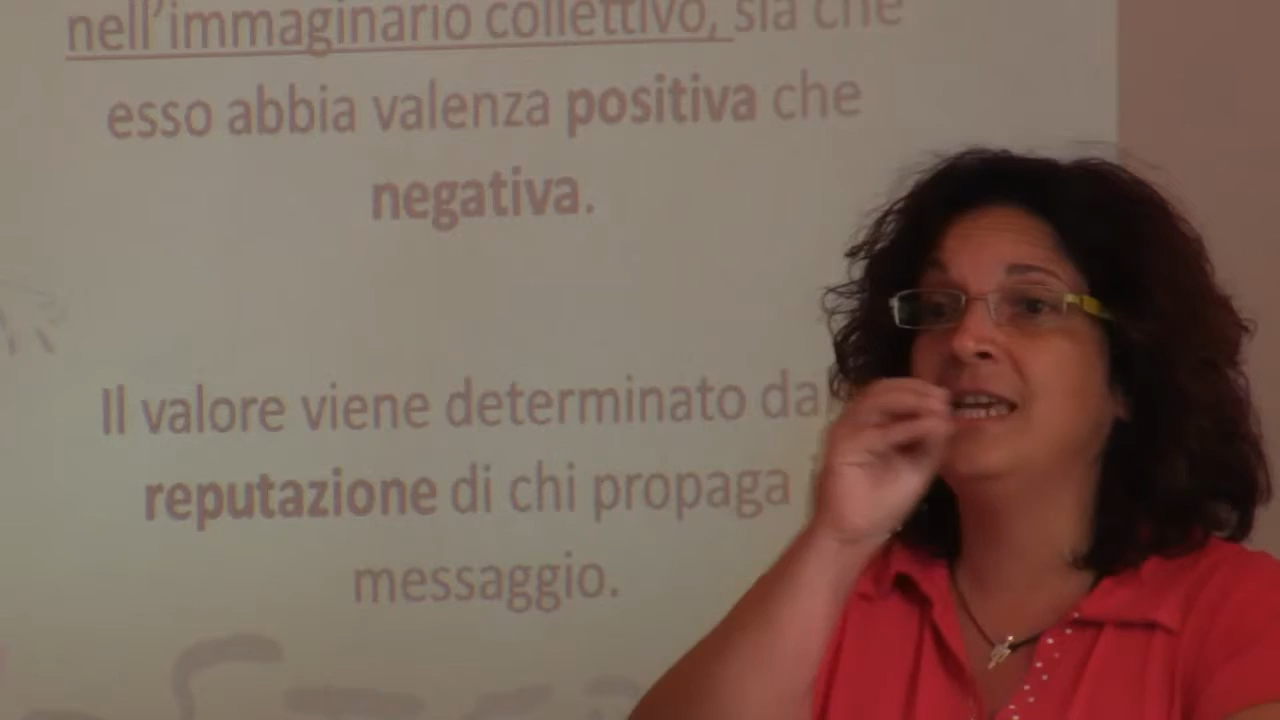 nell'immaginario collettivo, sia che
esso abbia valenza positiva che
negativa.
Il valore viene determinato da
reputazione di chi propaga
messaggio.